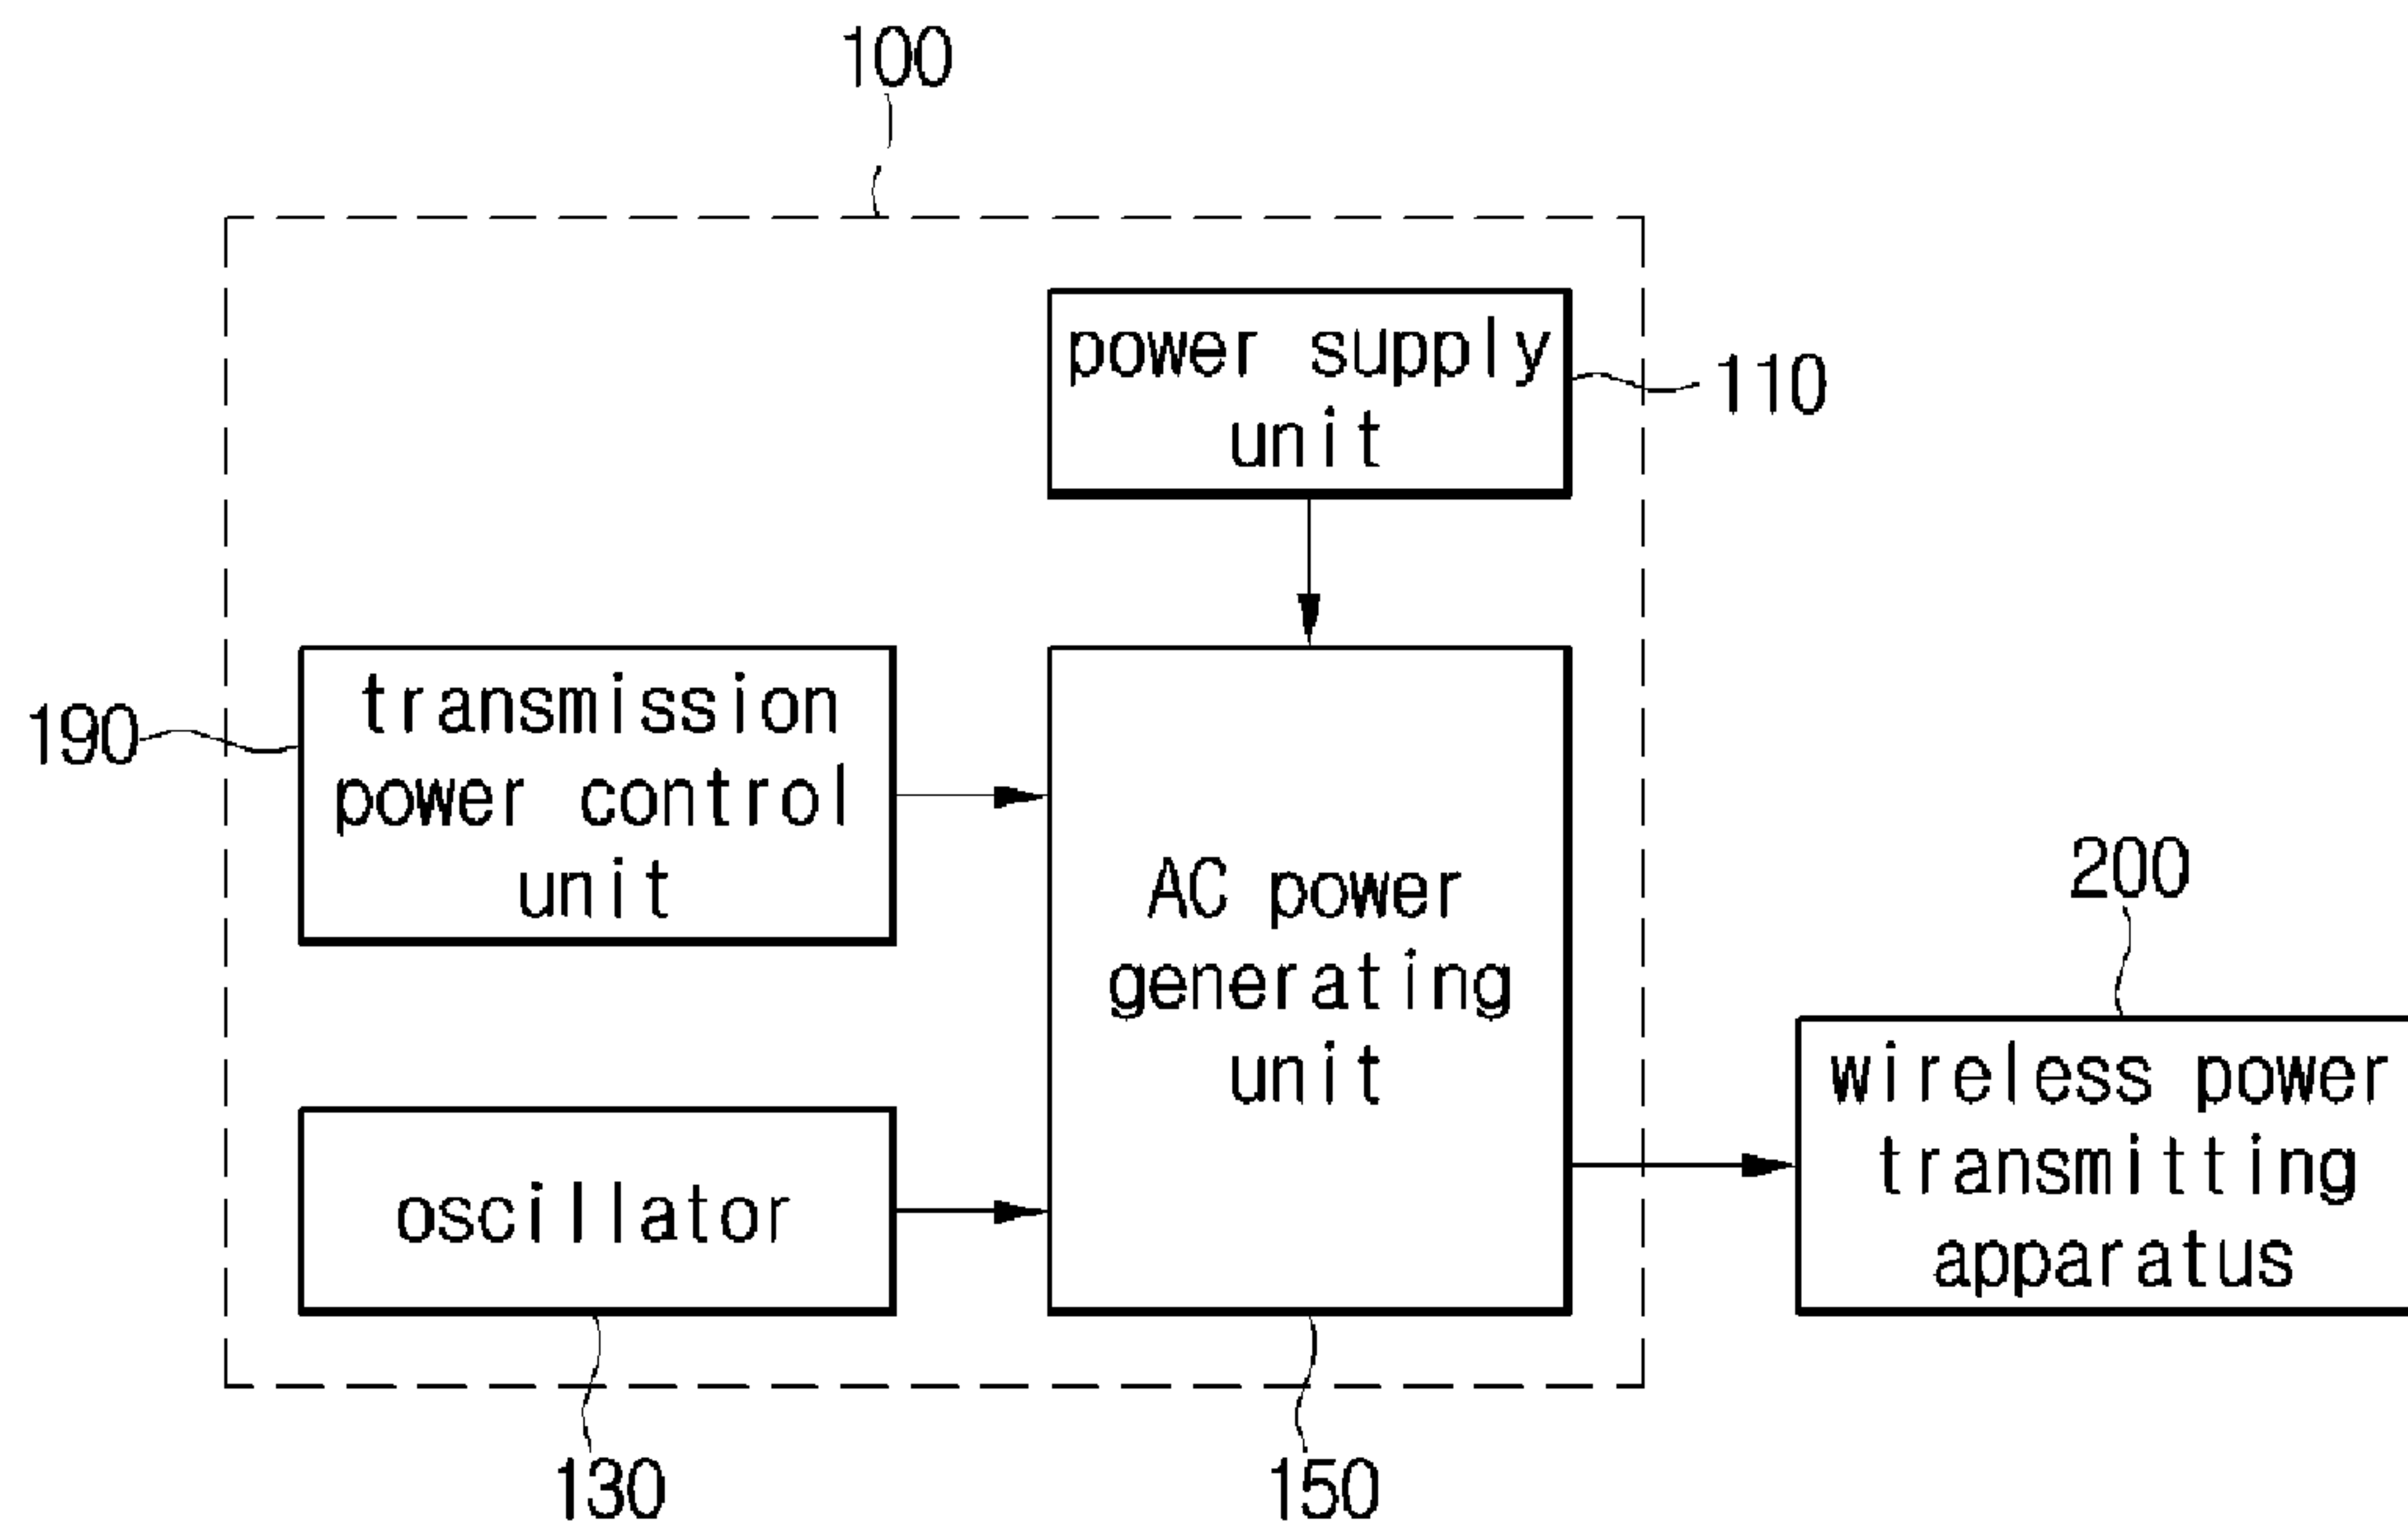 100
power supply
unit
110
190
transmission
power control
unit
AC power
generating
unit
200
wireless power
transmitting
apparatus
oscillator
130
150